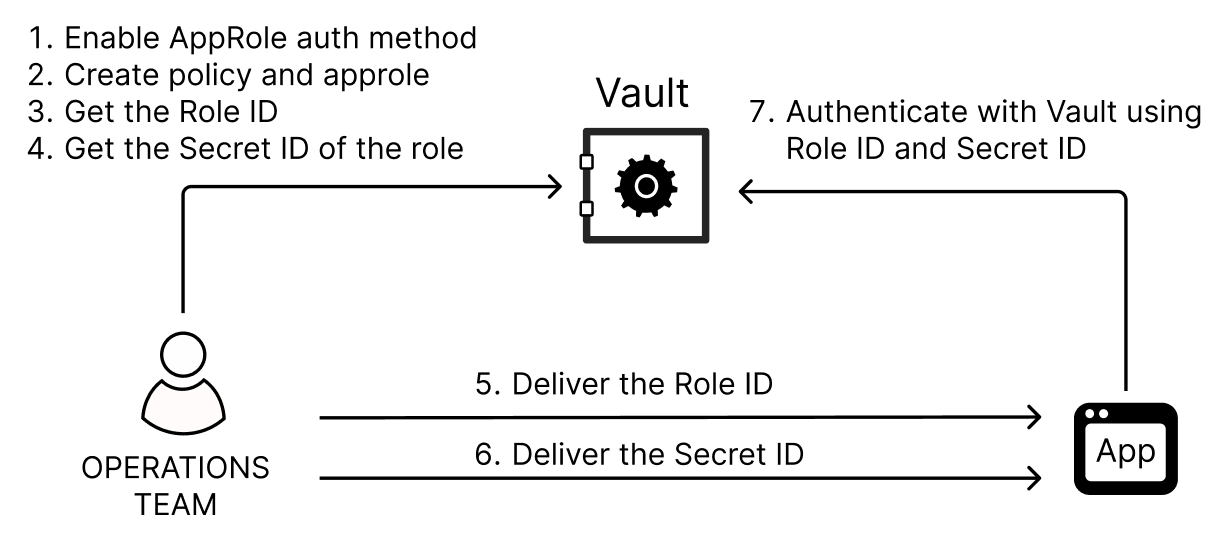 1. Enable AppRole auth method
2. Create policy and approle
3. Get the Role ID
4. Get the Secret ID of the role
Vault
7. Authenticate with Vault using
Role ID and Secret ID
5. Deliver the Role ID
6. Deliver the Secret ID
OPERATIONS
TEAM
App